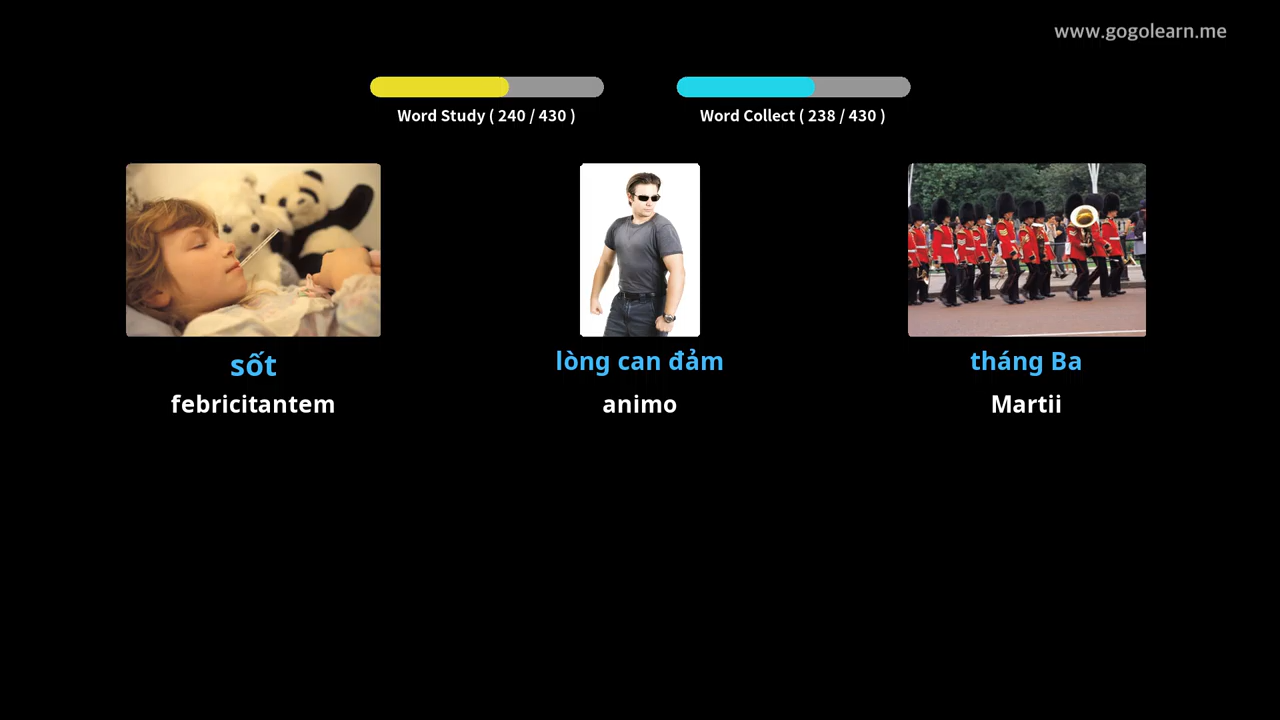 www.gogolearn.me
Word Study ( 240 / 430 )
Word Collect ( 238 / 430 )
sốt
lòng can đảm
tháng Ba
febricitantem
animo
Martii